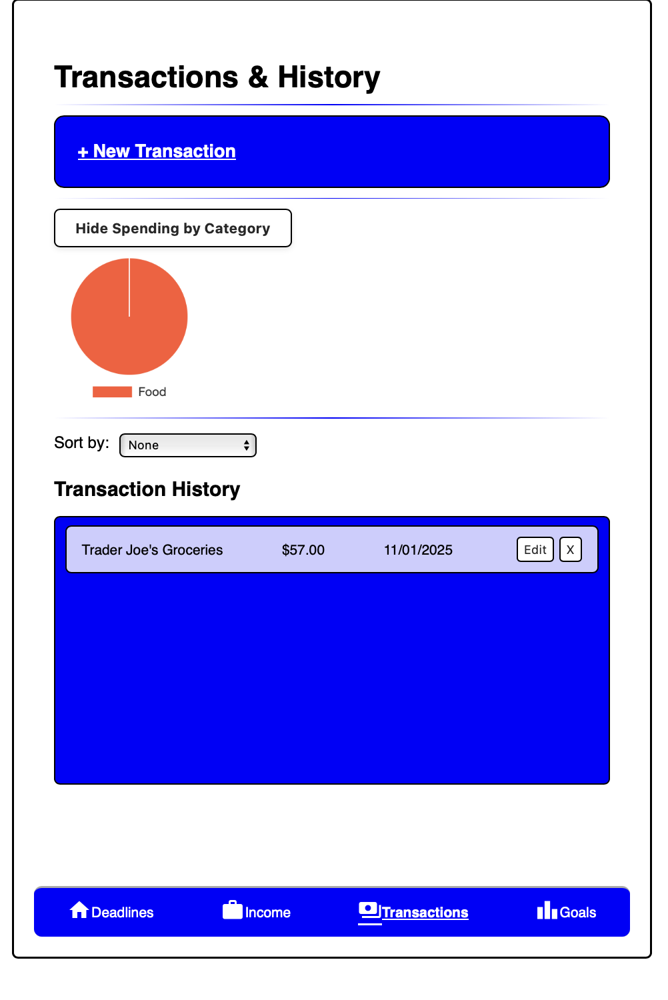 Transactions & History
+ New Transaction
Hide Spending by Category
Food
Sort by: None
Transaction History
Trader Joe's Groceries $57.00 11/01/2025 Edit X
Deadlines Income Transactions Goals